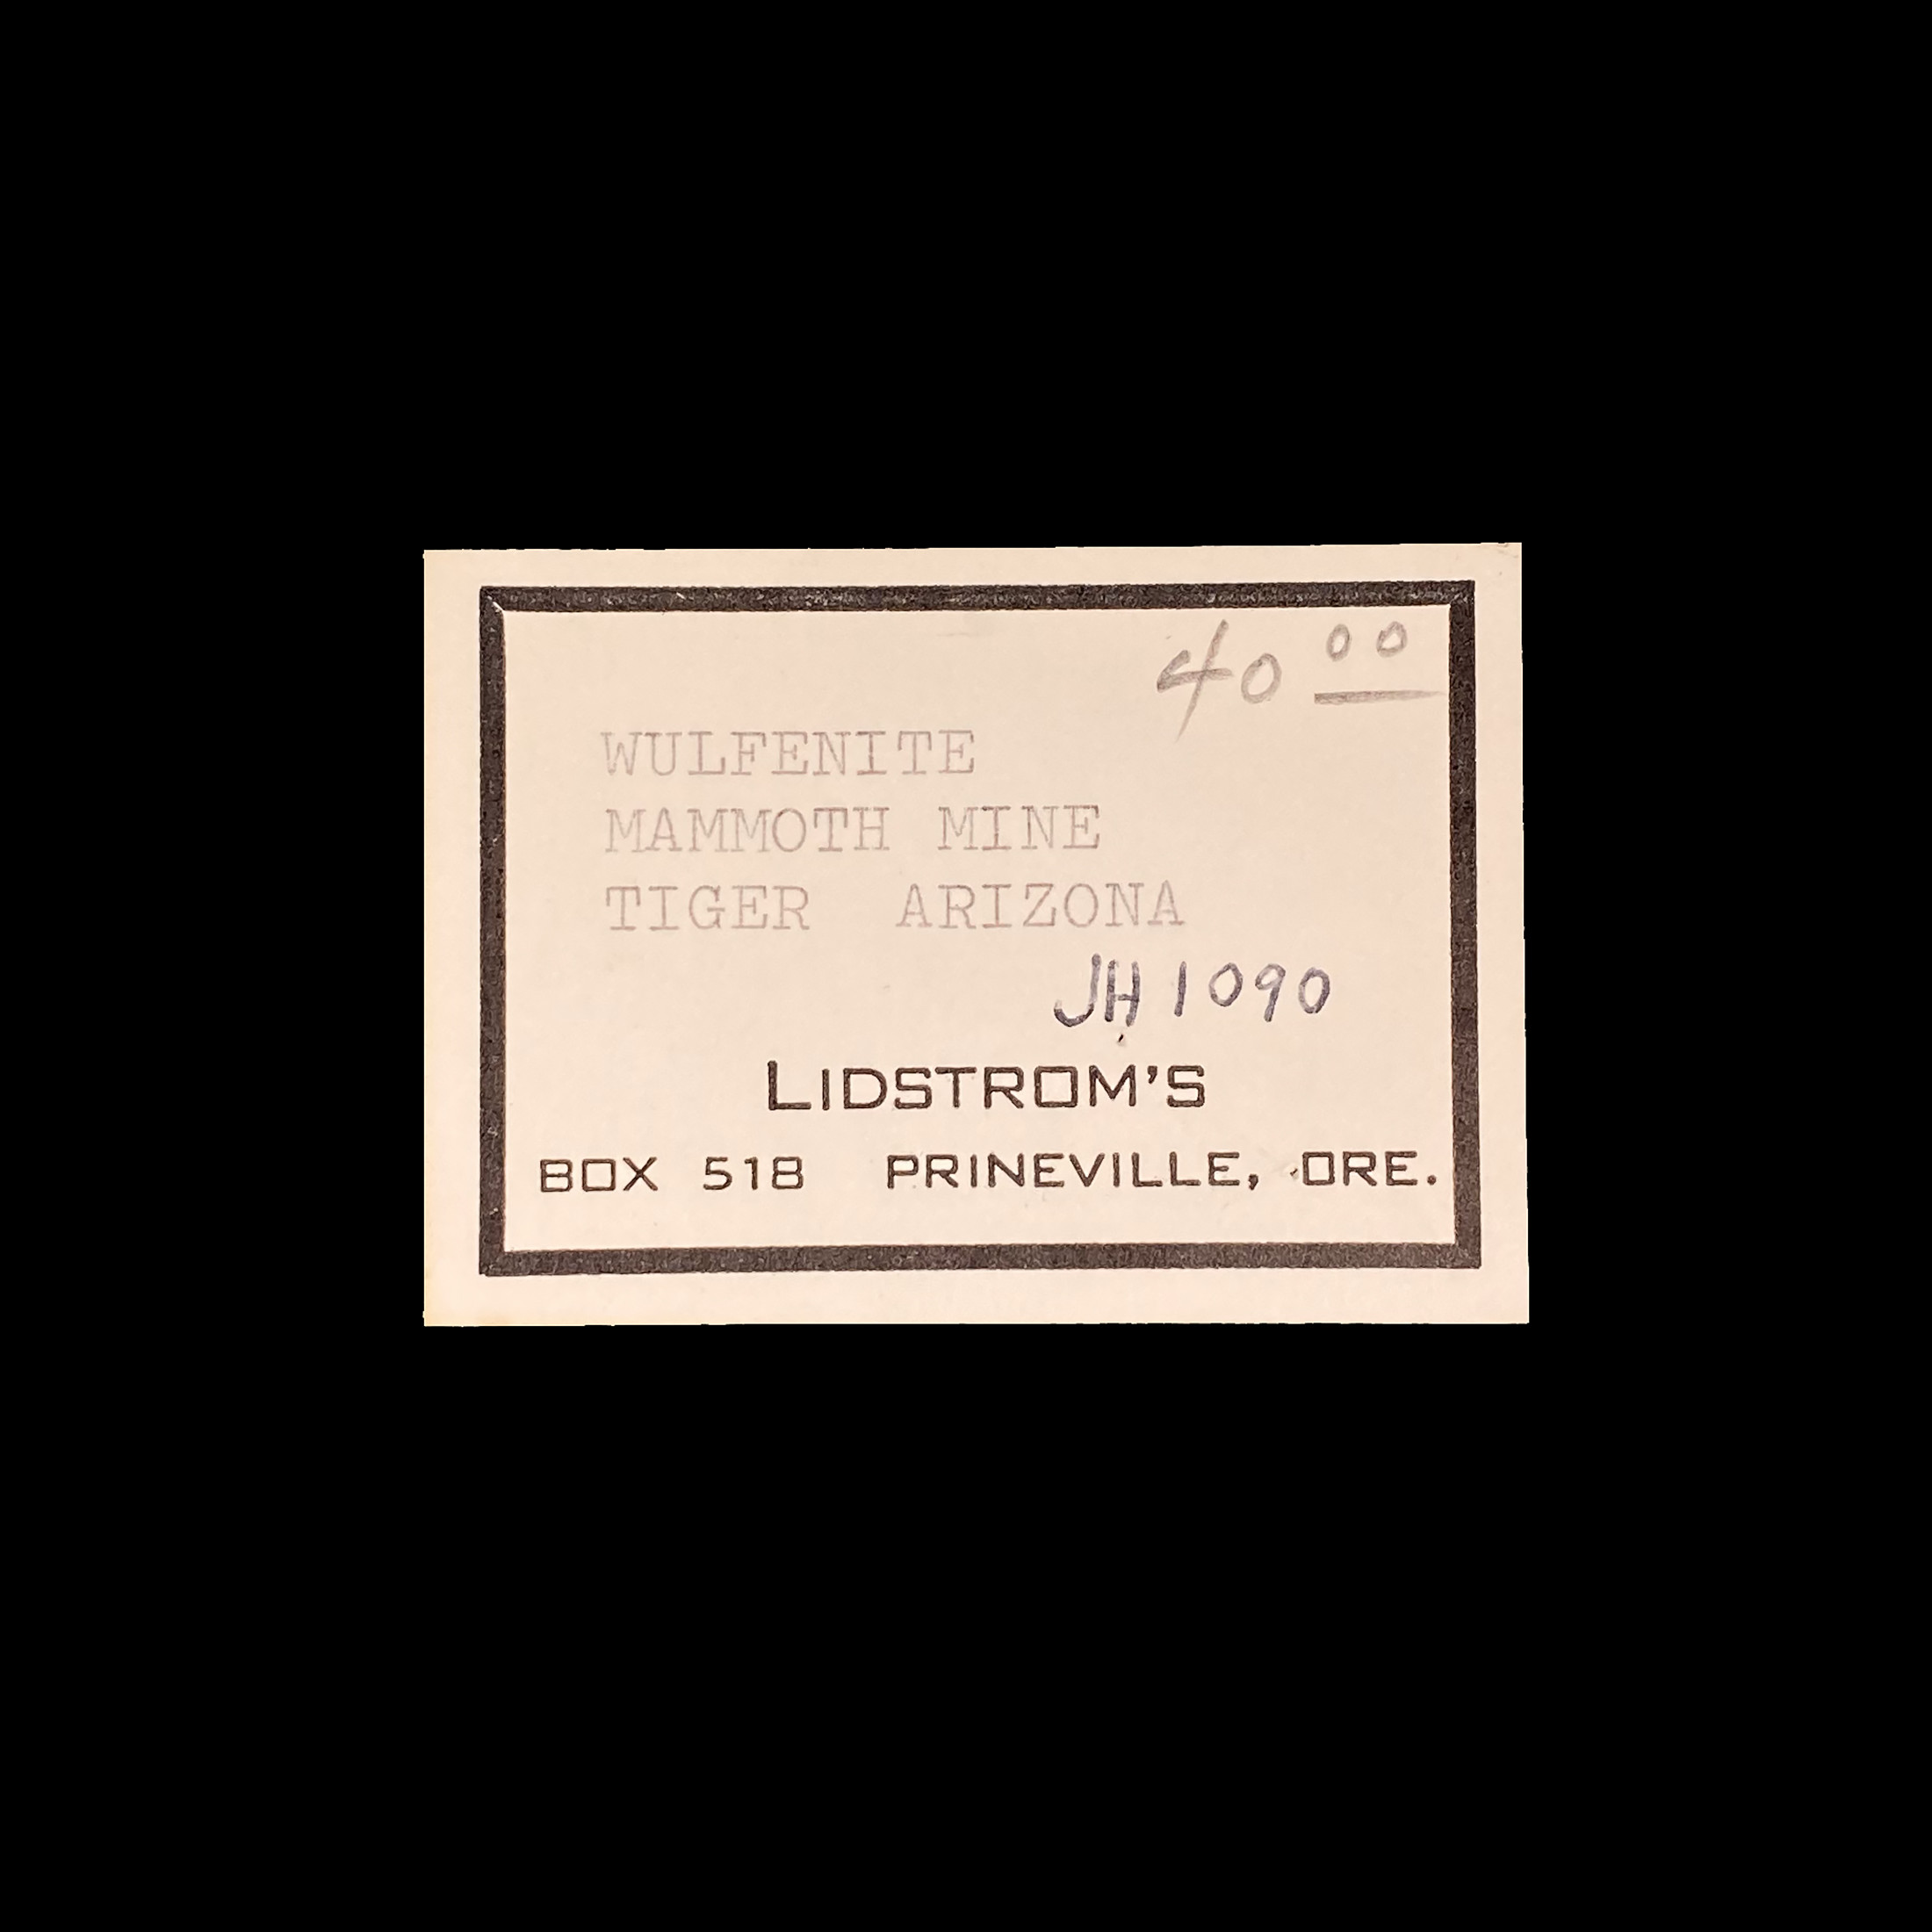 40 00
WULFENITE
MAMMOTH MINE
TIGER ARIZONA
JH 1090
LIDSTROM'S
BOX 518 PRINEVILLE, ORE.